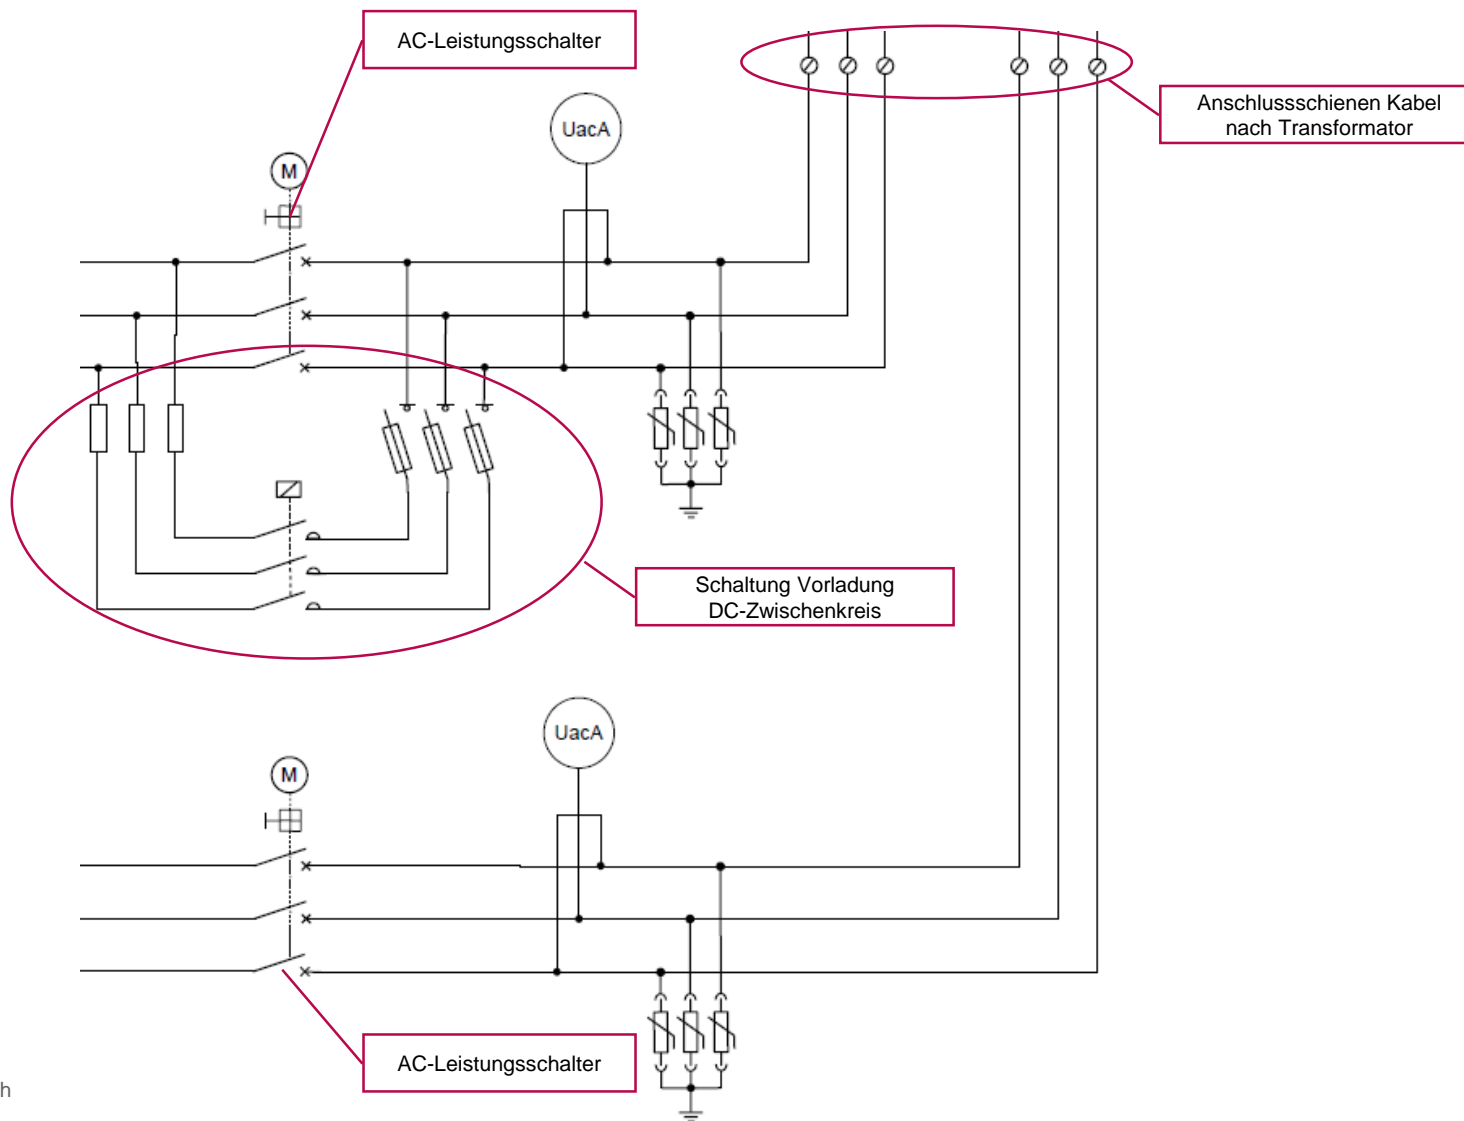 AC-Leistungsschalter
UacA
Anschlussschienen Kabel
nach Transformator
M
Schaltung Vorladung
DC-Zwischenkreis
UacA
M
AC-Leistungsschalter
h